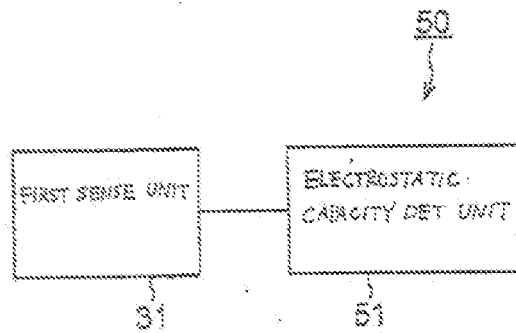 50
FIRST SENSE UNIT
ELECTROSTATIC
CAPACITY DET UNIT
31
51